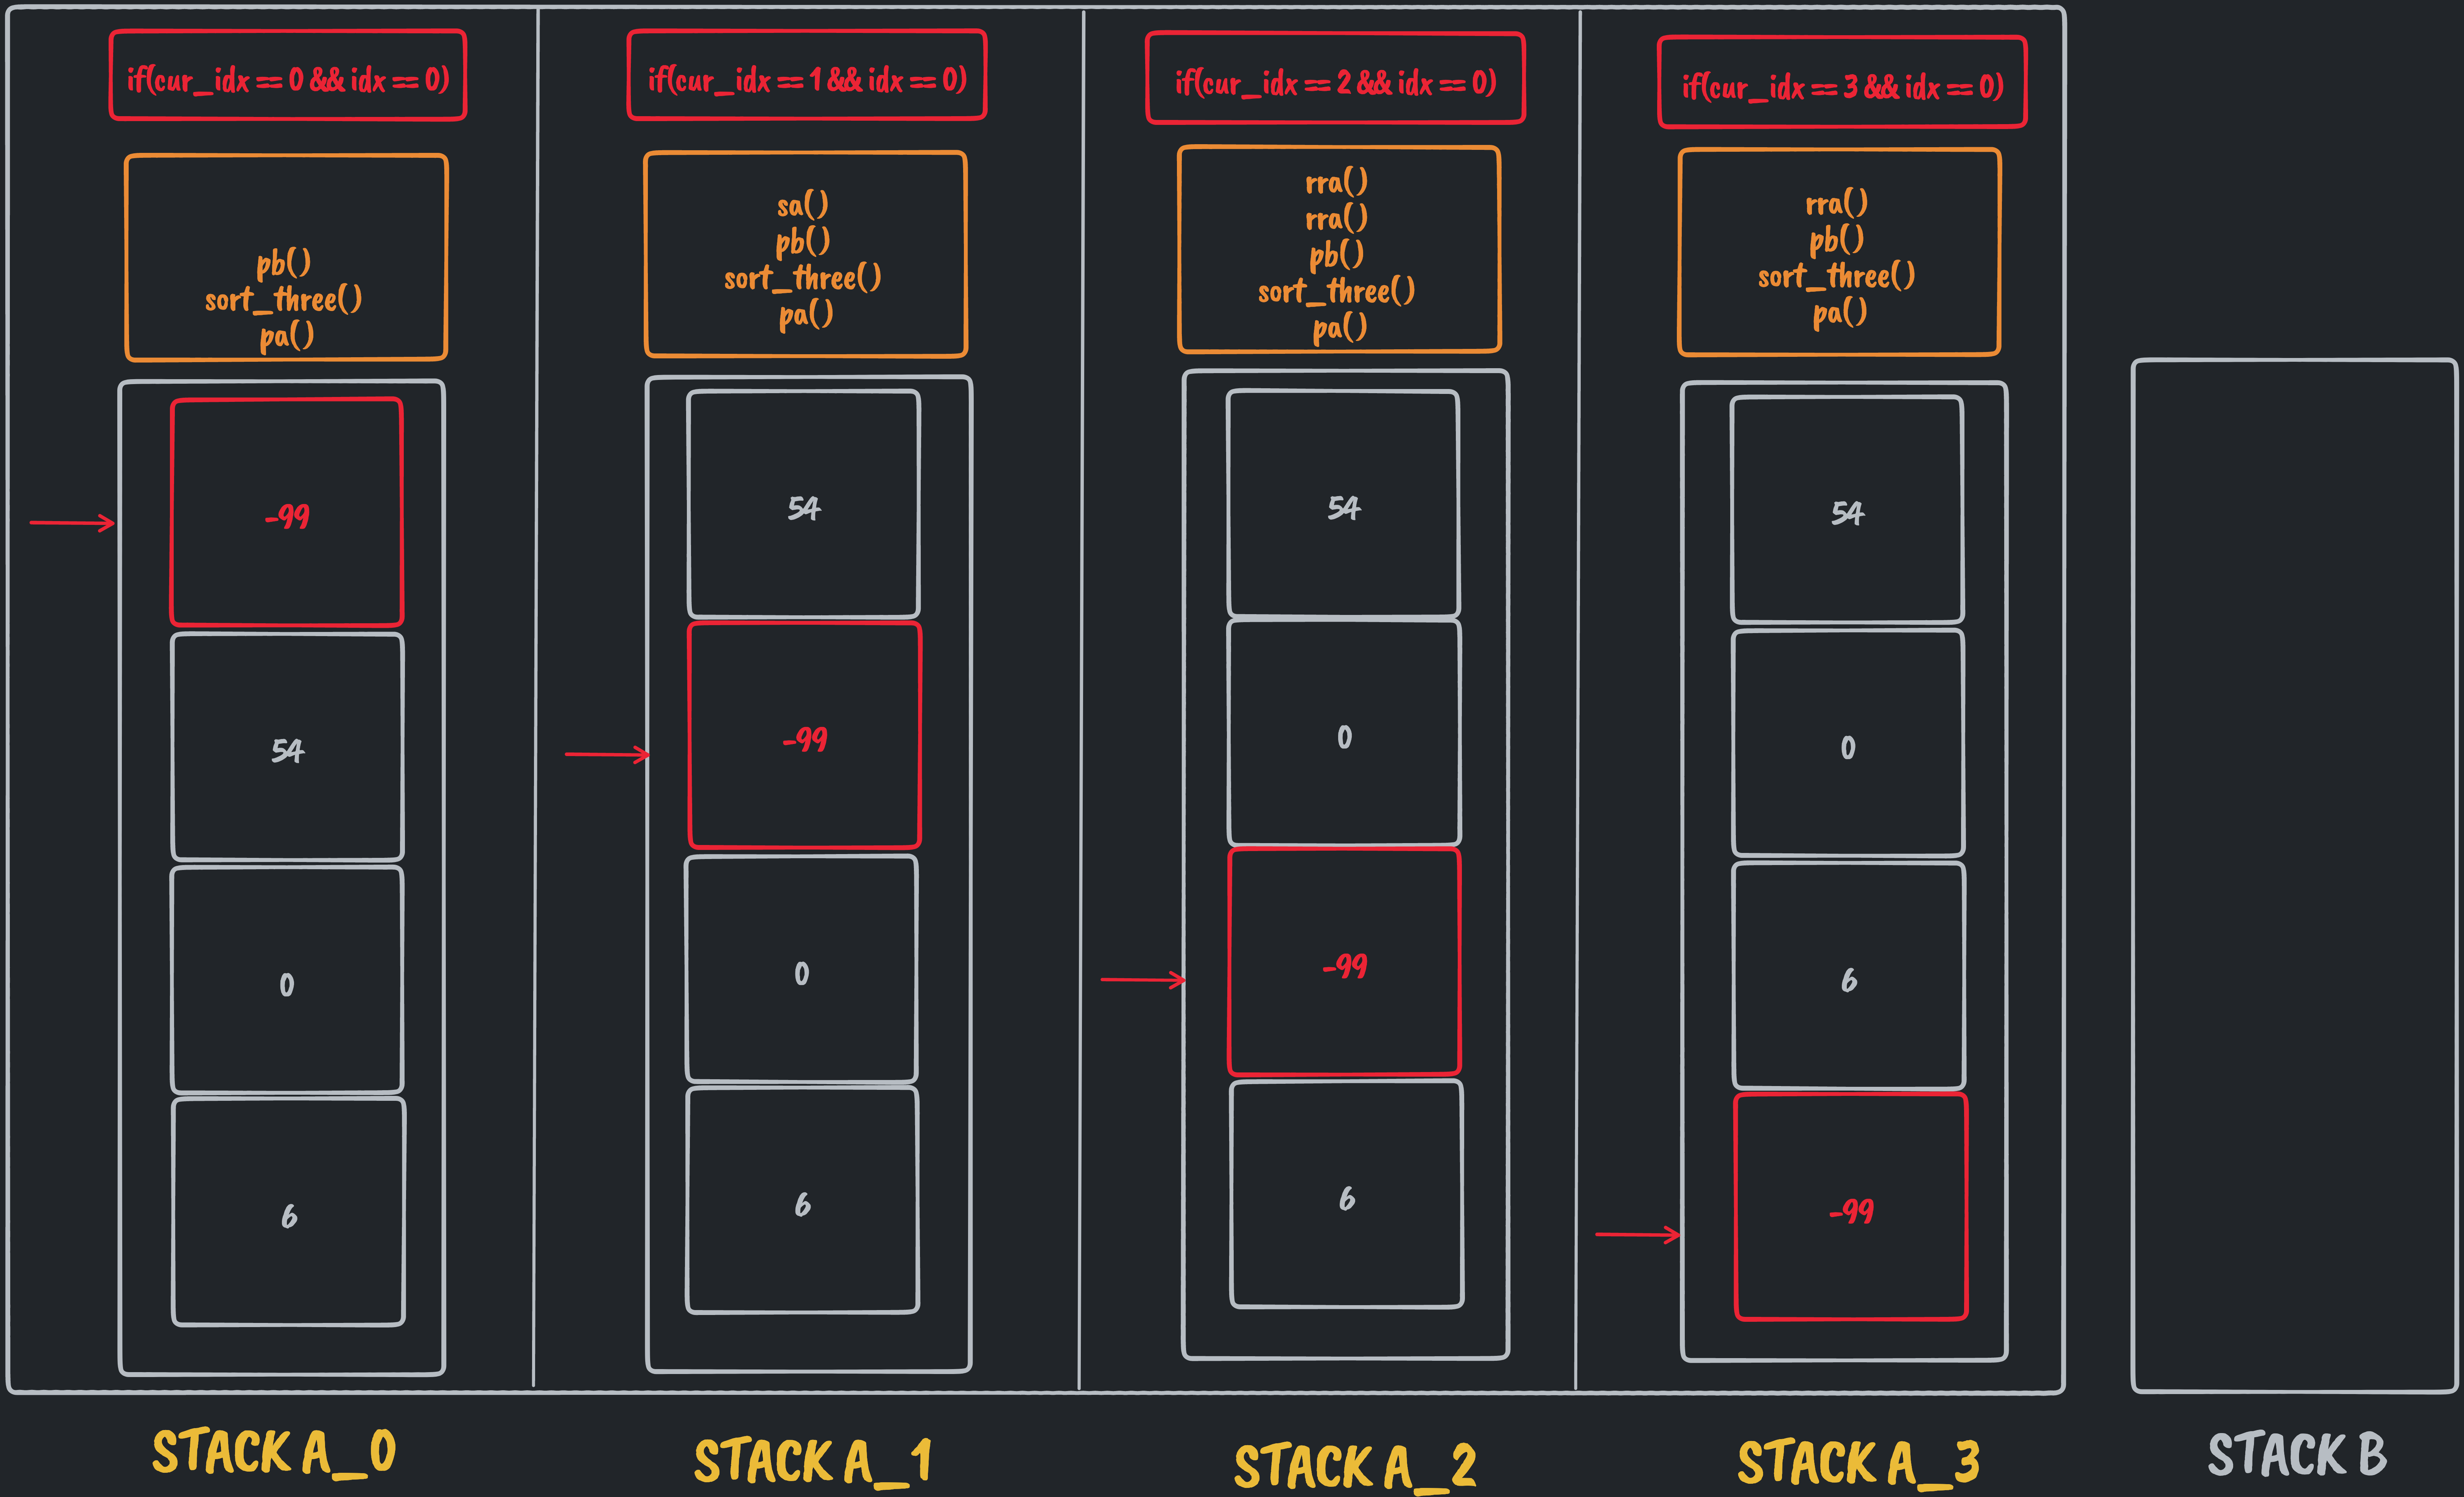 if(cur_idx == 0 && idx == 0)
pb()
sort_three()
pa()
-99
54
0
6
STACK A_0
if(cur_idx == 1 && idx == 0)
sa()
pb()
sort_three()
pa()
54
-99
0
6
STACK A_1
if(cur_idx == 2 && idx == 0)
rra()
rra()
pb()
sort_three()
pa()
54
0
-99
6
STACK A_2
if(cur_idx == 3 && idx == 0)
rra()
pb()
sort_three()
pa()
54
0
6
-99
STACK A_3
STACK B